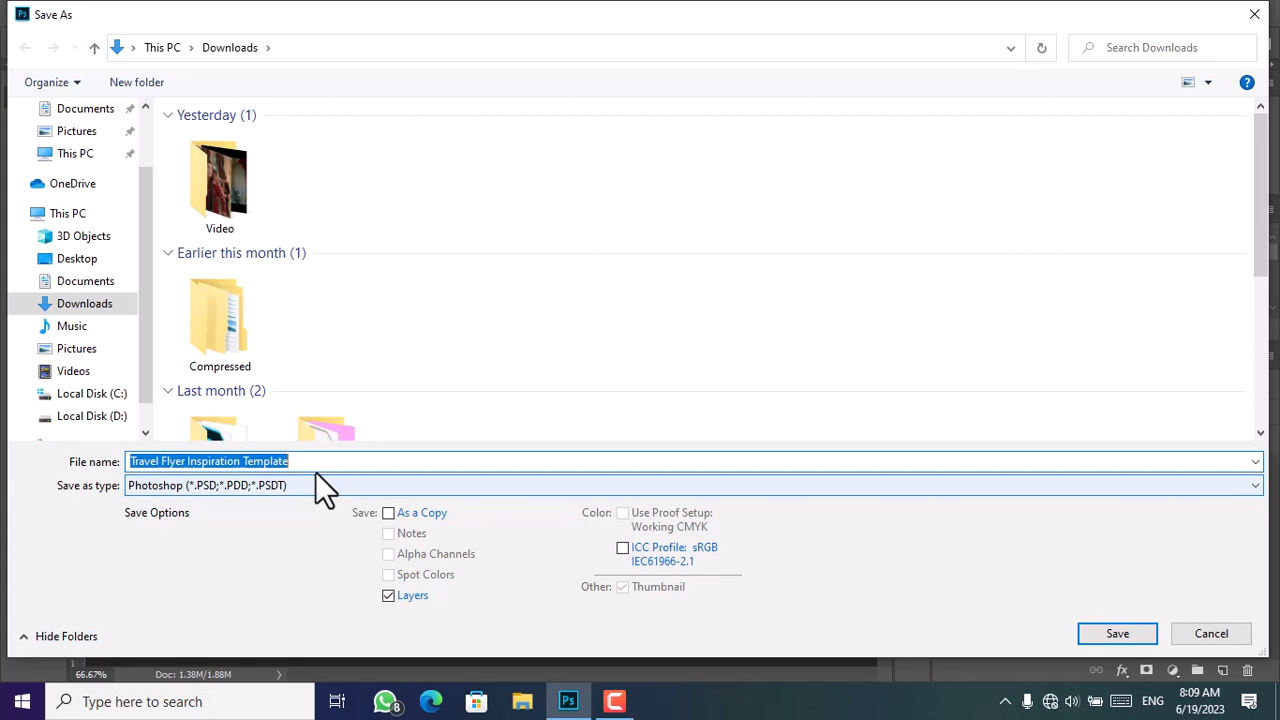 Ps Save As
This PC > Downloads >
Search Downloads
Organize
New folder
?
Documents
Pictures
This PC
OneDrive
This PC
3D Objects
Desktop
Documents
Downloads
Music
Pictures
Videos
Local Disk (C:)
Local Disk (D:)
Yesterday (1)
Video
Earlier this month (1)
Compressed
Last month (2)
File name: Travel Flyer Inspiration Template
Save as type: Photoshop (*.PSD;*.PDD;*.PSDT)
Save Options
Save: As a Copy
Notes
Alpha Channels
Spot Colors
Layers
Color: Use Proof Setup:
Working CMYK
ICC Profile: sRGB
IEC61966-2.1
Other: Thumbnail
Hide Folders
Save
Cancel
1
66.67%
Doc: 1.38M/1.88M
fx
Type here to search
8
Ps
ENG
8:09 AM
6/19/2023